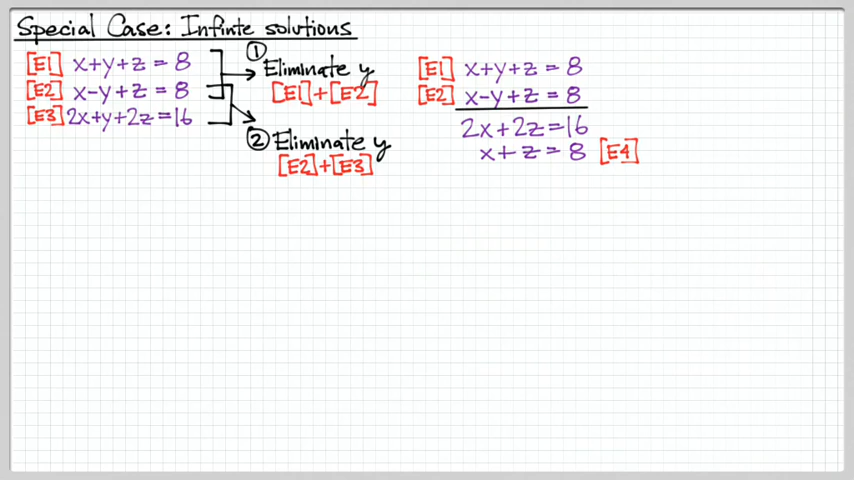 Special Case: Infinte solutions
[E1] x+y+z = 8
[E2] x-y+z = 8
[E3] 2x+y+2z = 16
① Eliminate y
[E1]+[E2]
② Eliminate y
[E2]+[E3]
[E1] x+y+z = 8
[E2] x-y+z = 8
2x+2z=16
x+z = 8 [E4]